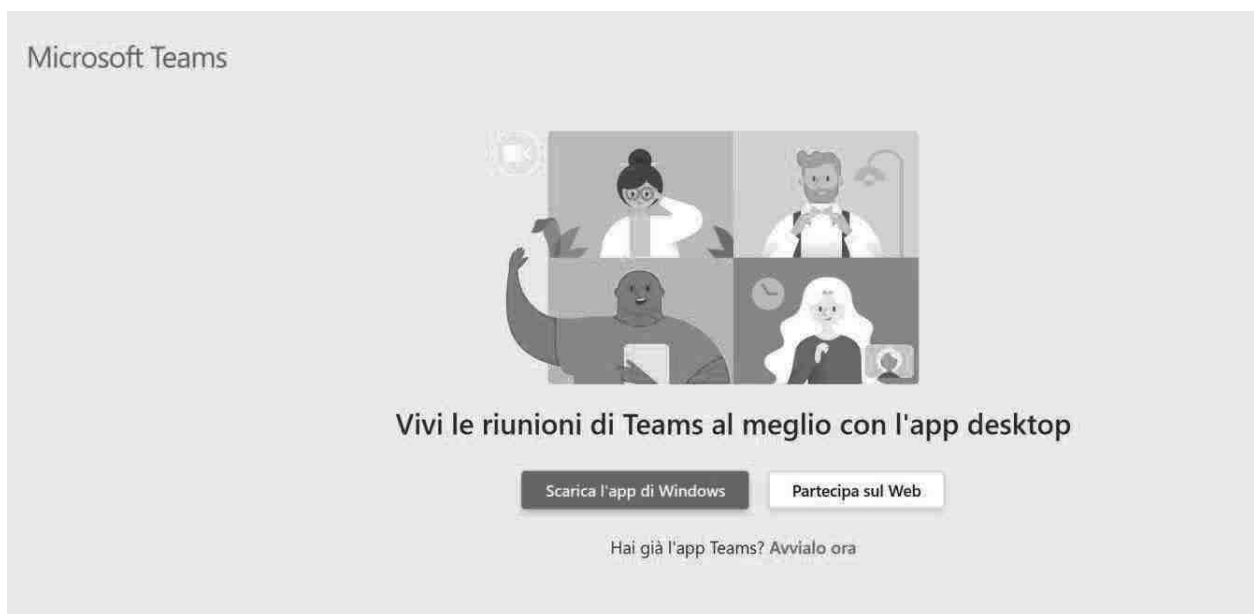 Microsoft Teams
Vivi le riunioni di Teams al meglio con l'app desktop
Scarica l'app di Windows
Partecipa sul Web
Hai già l'app Teams? Avvialo ora